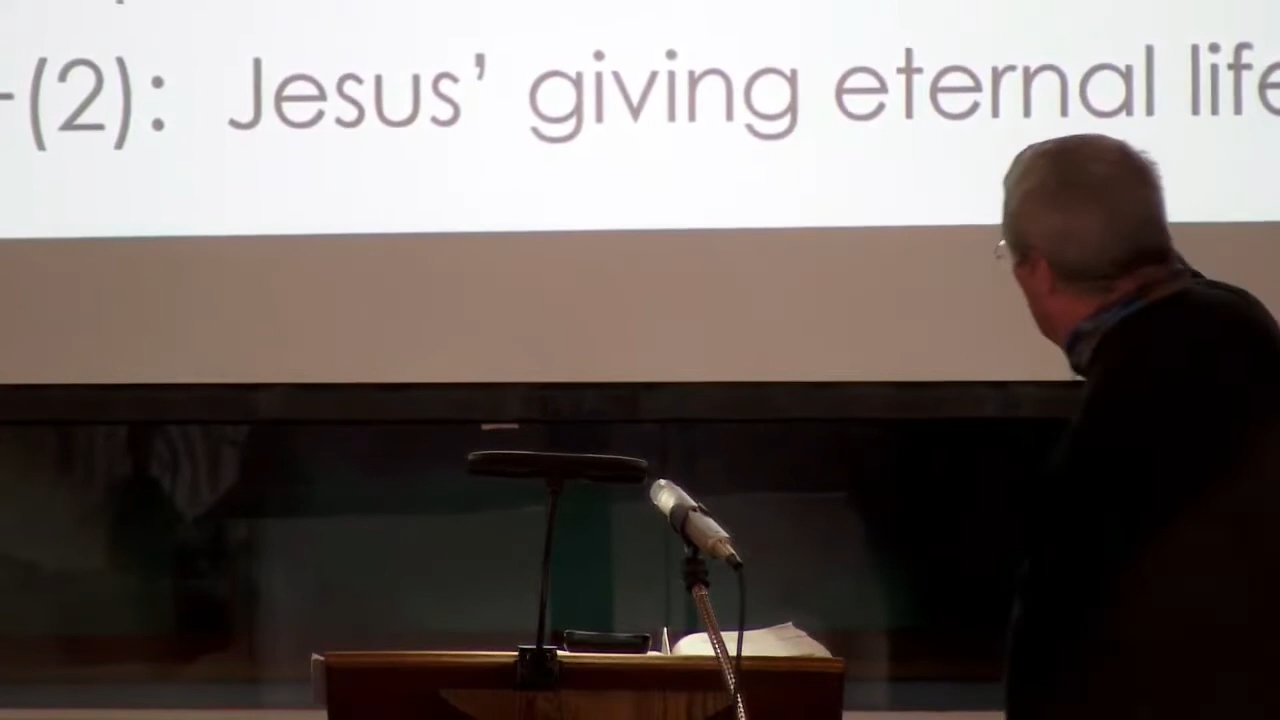 -(2): Jesus’ giving eternal life